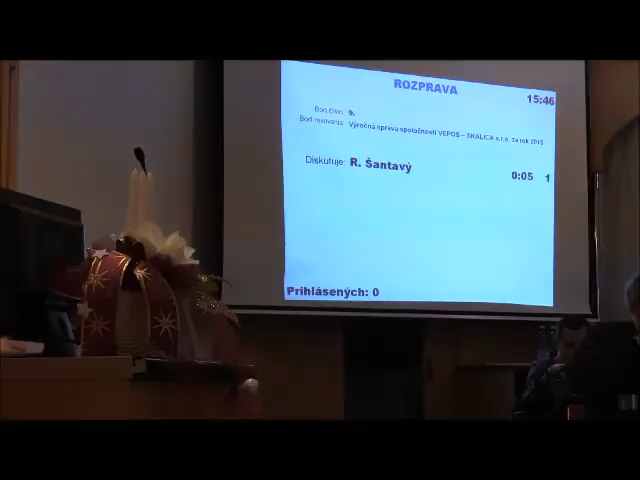 ROZPRAVA
15:46
Bod číslo: 9.
Bod rokovania: Výročná správa spoločnosti VEPOS – SKALICA s.r.o. za rok 2015
Diskutuje: R. Šantavý 0:05 1
Prihlásených: 0